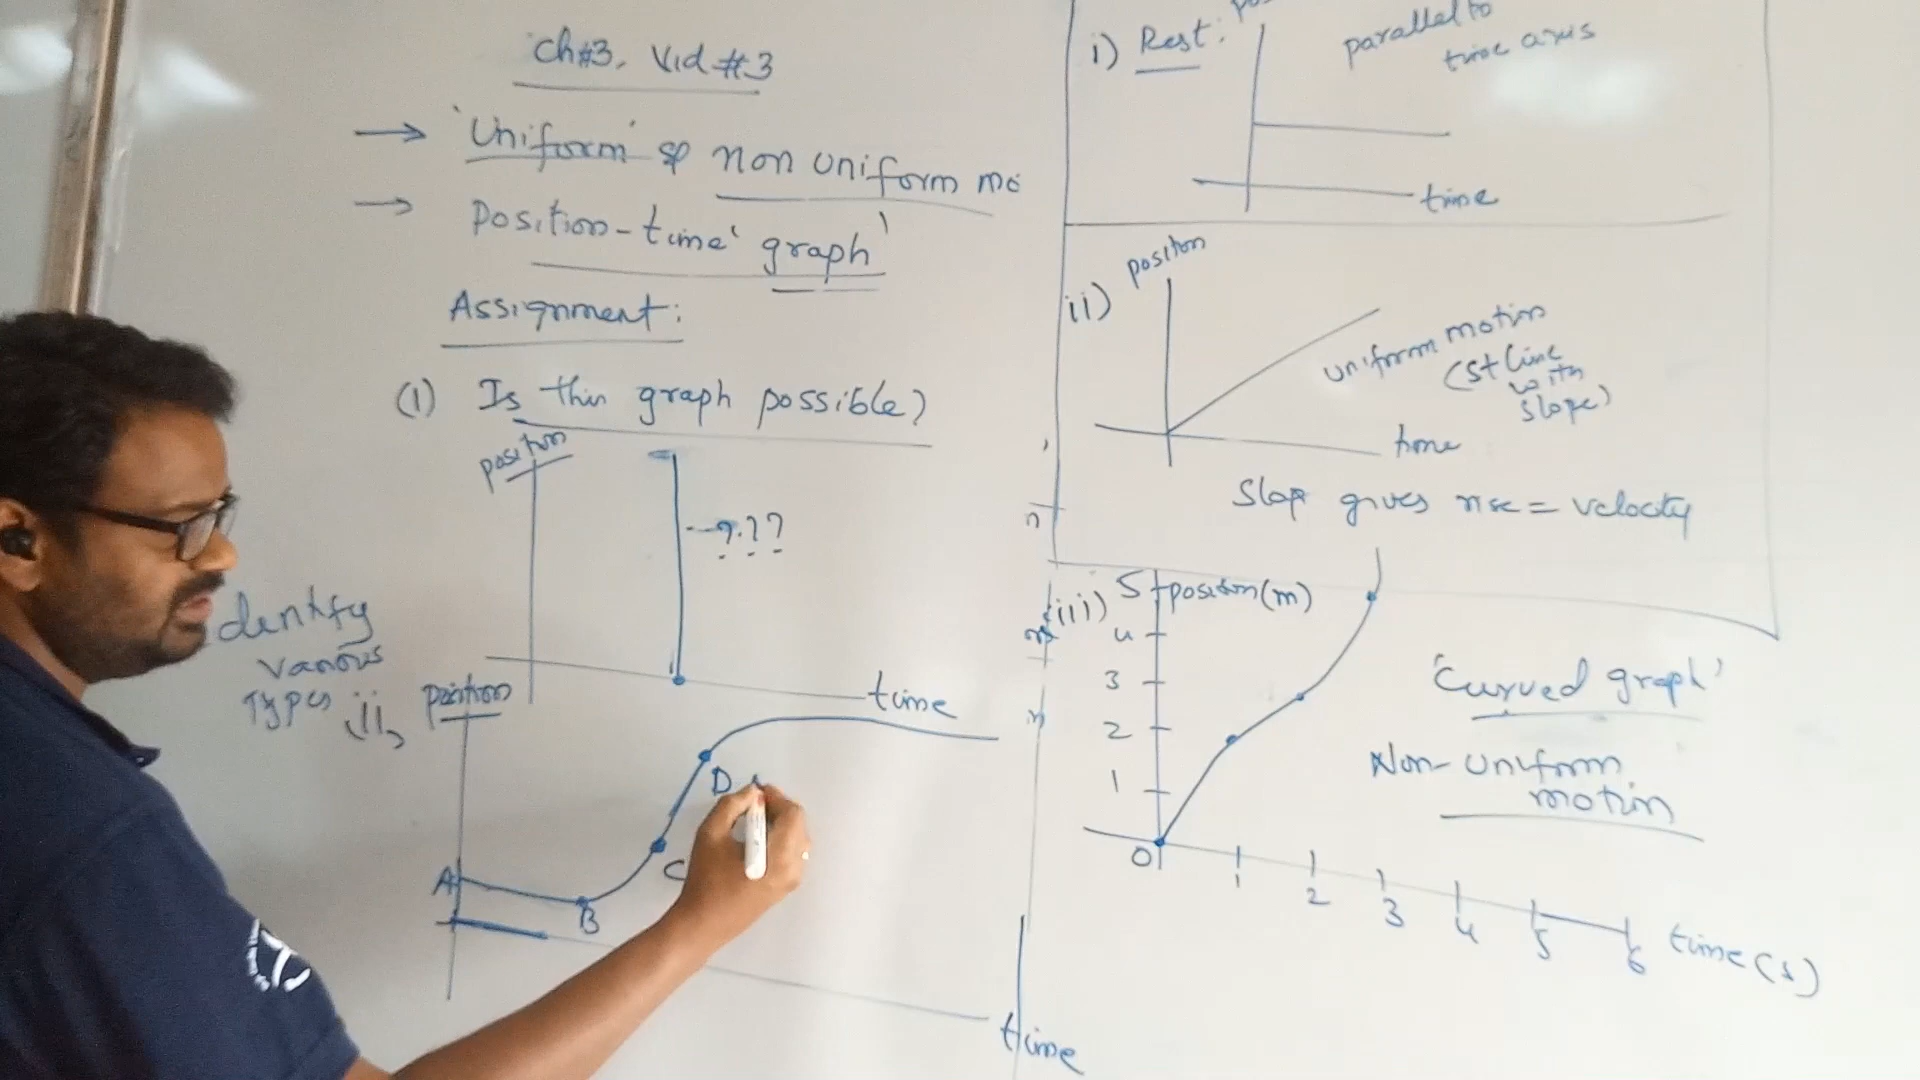 Ch#3, Vid #3
→ 'Uniform' & non uniform mo
→ Position-time 'graph'
Assignment:
(1) Is this graph possible?
position
???
time
dentify
various
Types
ii,
position
A
B
C
D
time
i) Rest:
parallel to
time axis
time
ii)
position
uniform motion
(st line
with
slope)
time
Slop gives rise = velocity
iii)
5 position(m)
4
3
2
1
0
1 2 3 4 5 6 time(s)
'Curved graph'
Non-uniform
motion